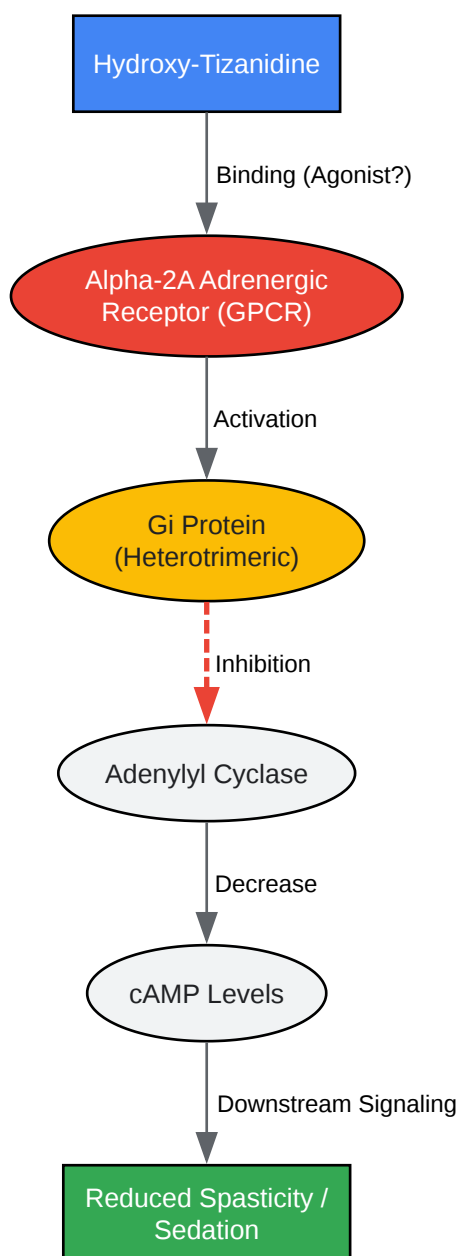 Hydroxy-Tizanidine
Binding (Agonist?)
Alpha-2A Adrenergic
Receptor (GPCR)
Activation
Gi Protein
(Heterotrimeric)
Inhibition
Adenylyl Cyclase
Decrease
cAMP Levels
Downstream Signaling
Reduced Spasticity /
Sedation